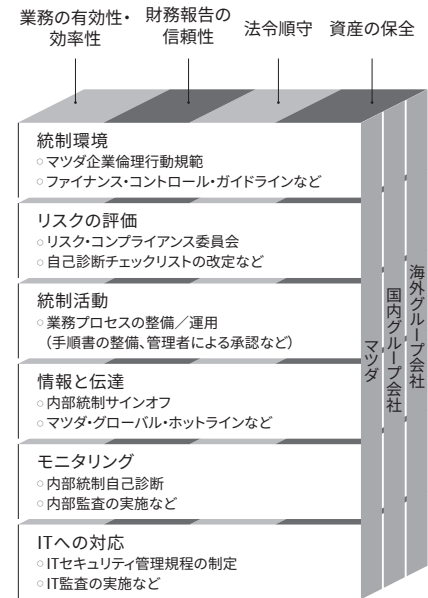 業務の有効性・
効率性
財務報告の
信頼性
法令順守
資産の保全
統制環境
○マツダ企業倫理行動規範
○ファイナンス・コントロール・ガイドラインなど
リスクの評価
○リスク・コンプライアンス委員会
○自己診断チェックリストの改定など
統制活動
○業務プロセスの整備／運用
（手順書の整備、管理者による承認など）
情報と伝達
○内部統制サインオフ
○マツダ・グローバル・ホットラインなど
モニタリング
○内部統制自己診断
○内部監査の実施など
ITへの対応
○ITセキュリティ管理規程の制定
○IT監査の実施など
マツダ
国内グループ会社
海外グループ会社